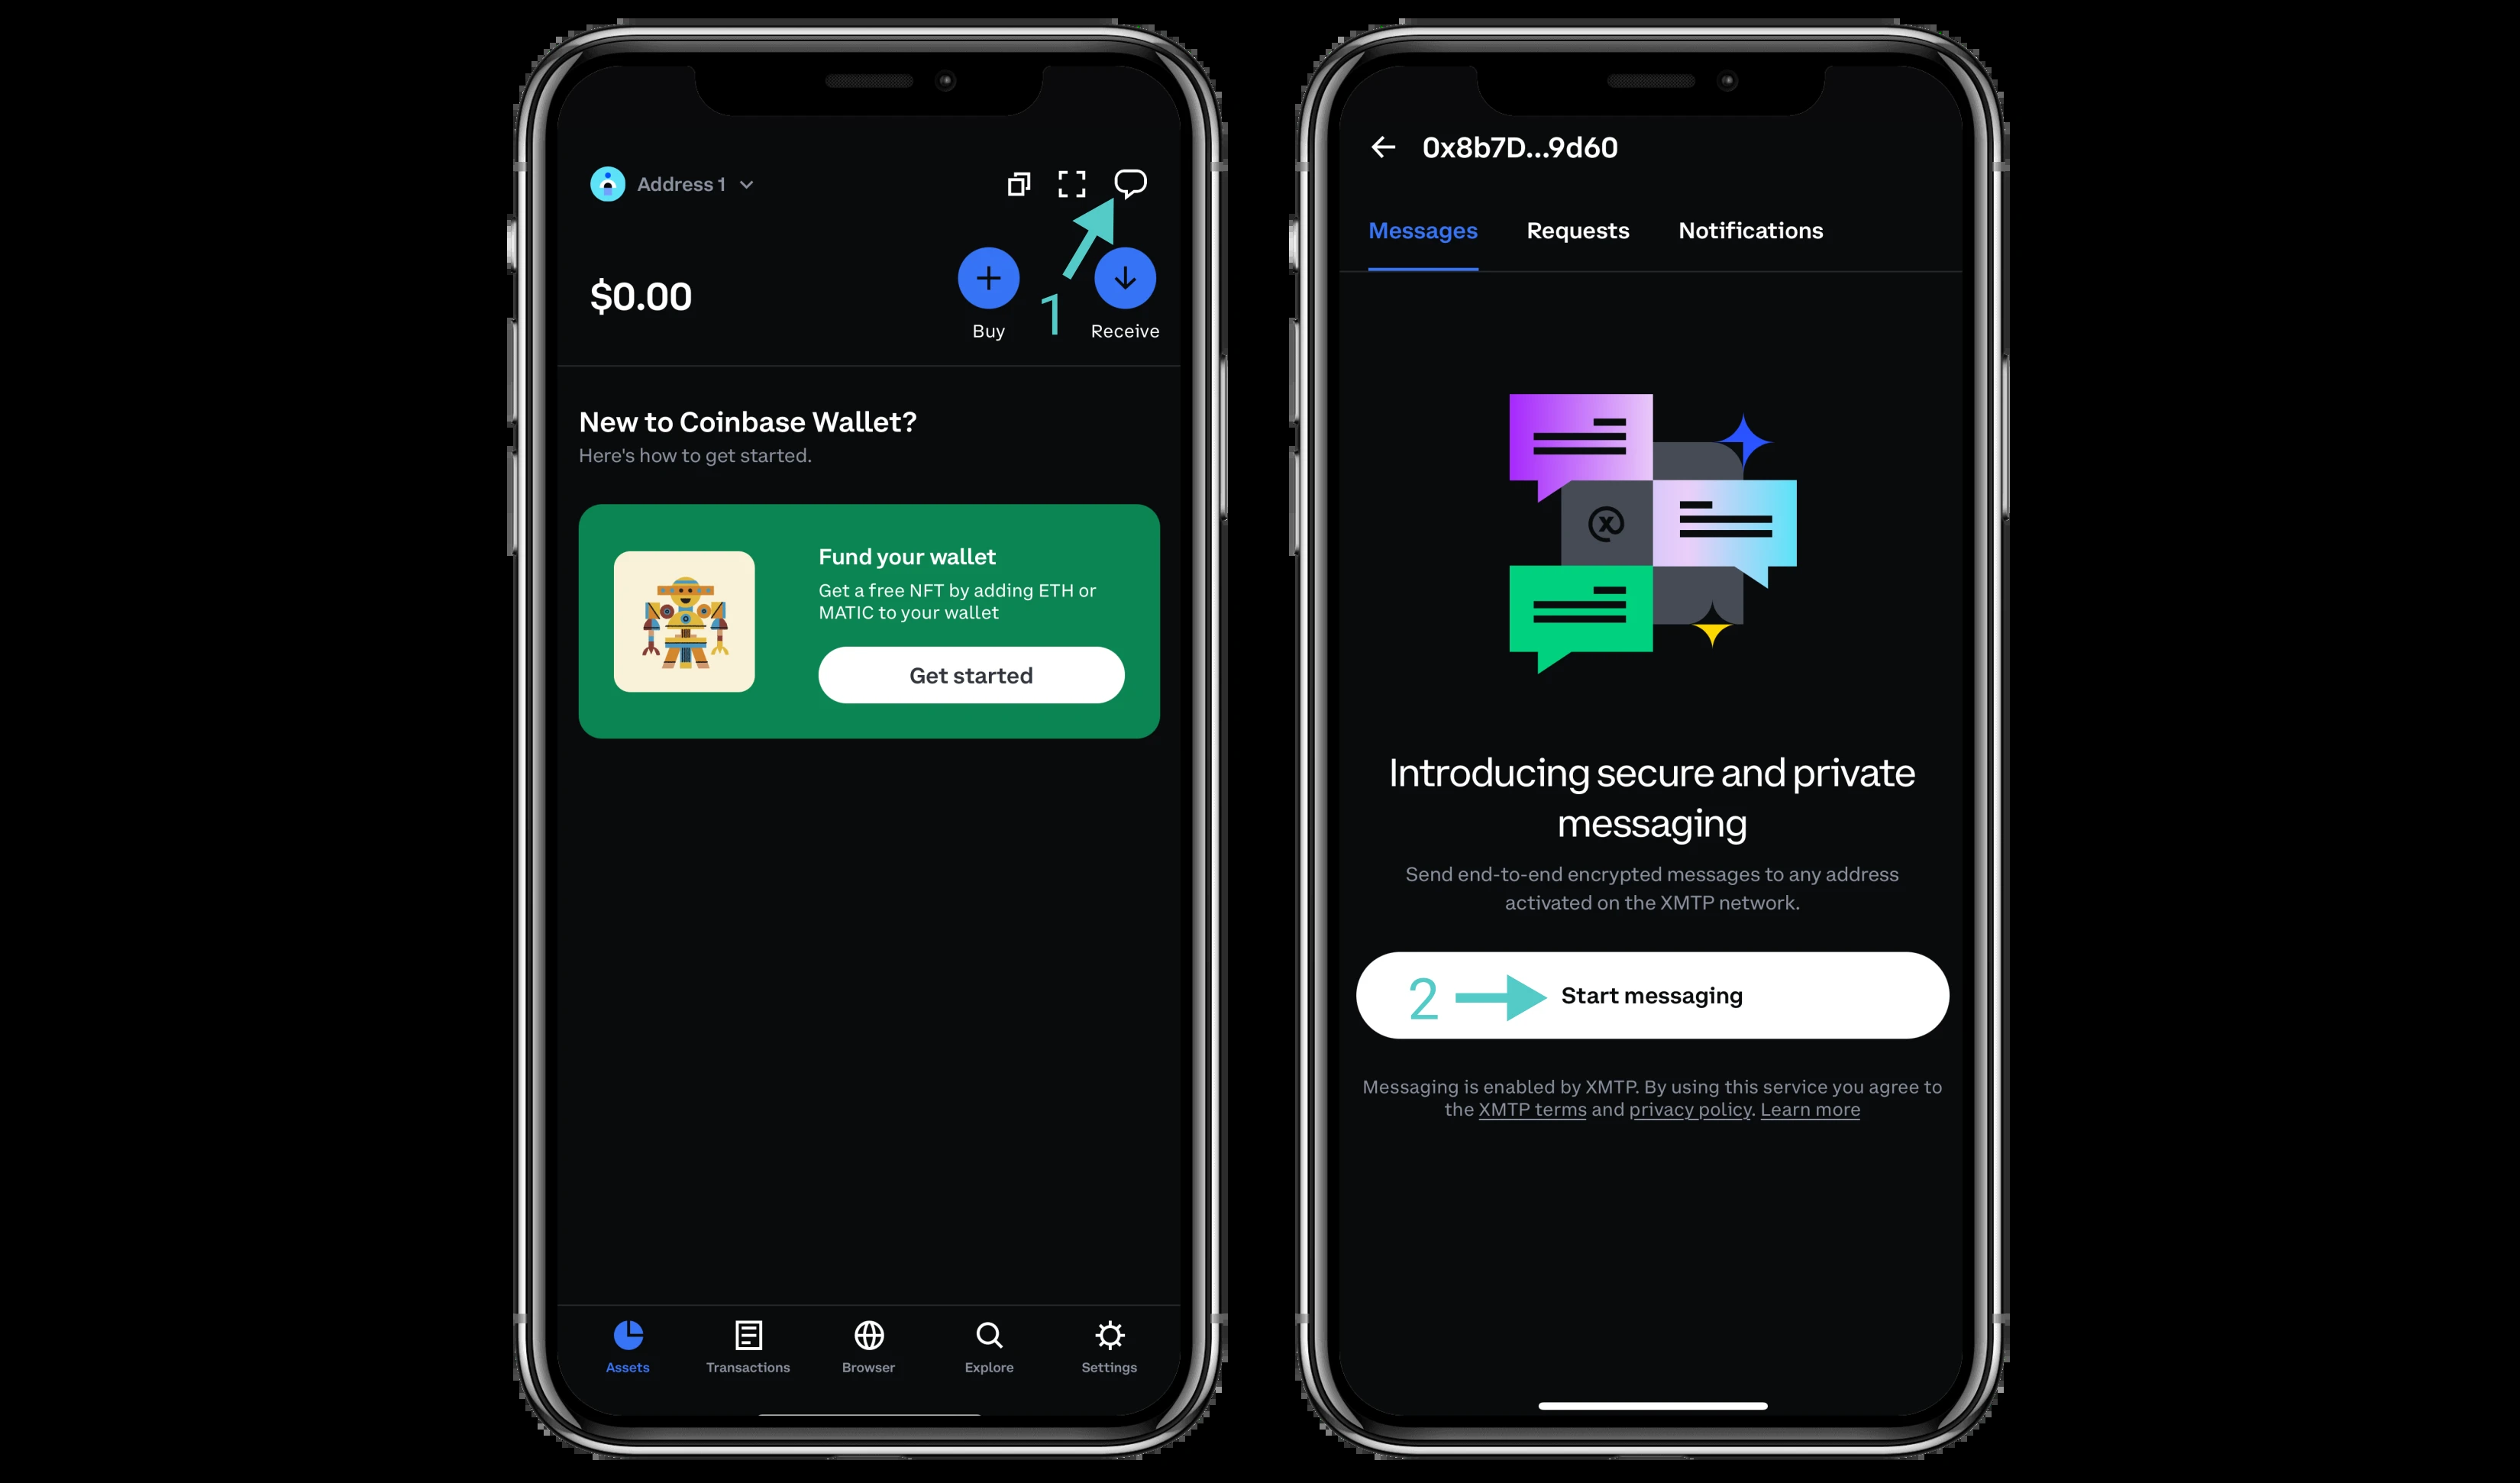 Address 1
$0.00
Buy
1
Receive
New to Coinbase Wallet?
Here's how to get started.
Fund your wallet
Get a free NFT by adding ETH or
MATIC to your wallet
Get started
Assets
Transactions
Browser
Explore
Settings
0x8b7D...9d60
Messages
Requests
Notifications
Introducing secure and private
messaging
Send end-to-end encrypted messages to any address
activated on the XMTP network.
2
Start messaging
Messaging is enabled by XMTP. By using this service you agree to
the XMTP terms and privacy policy. Learn more